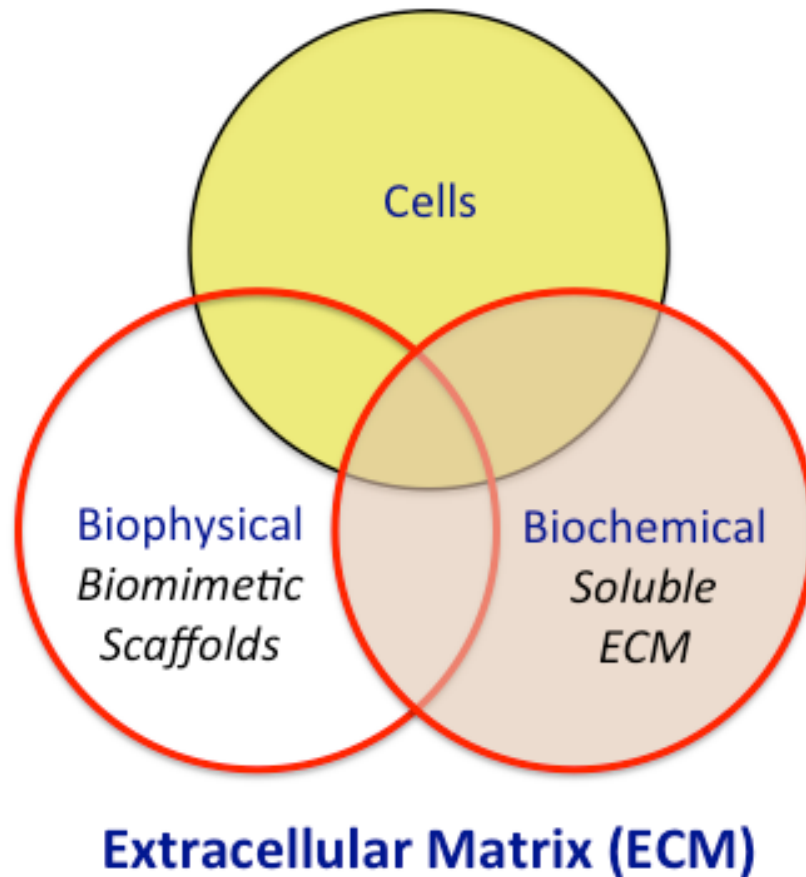 Cells
Biophysical
Biomimetic
Scaffolds
Biochemical
Soluble
ECM
Extracellular Matrix (ECM)